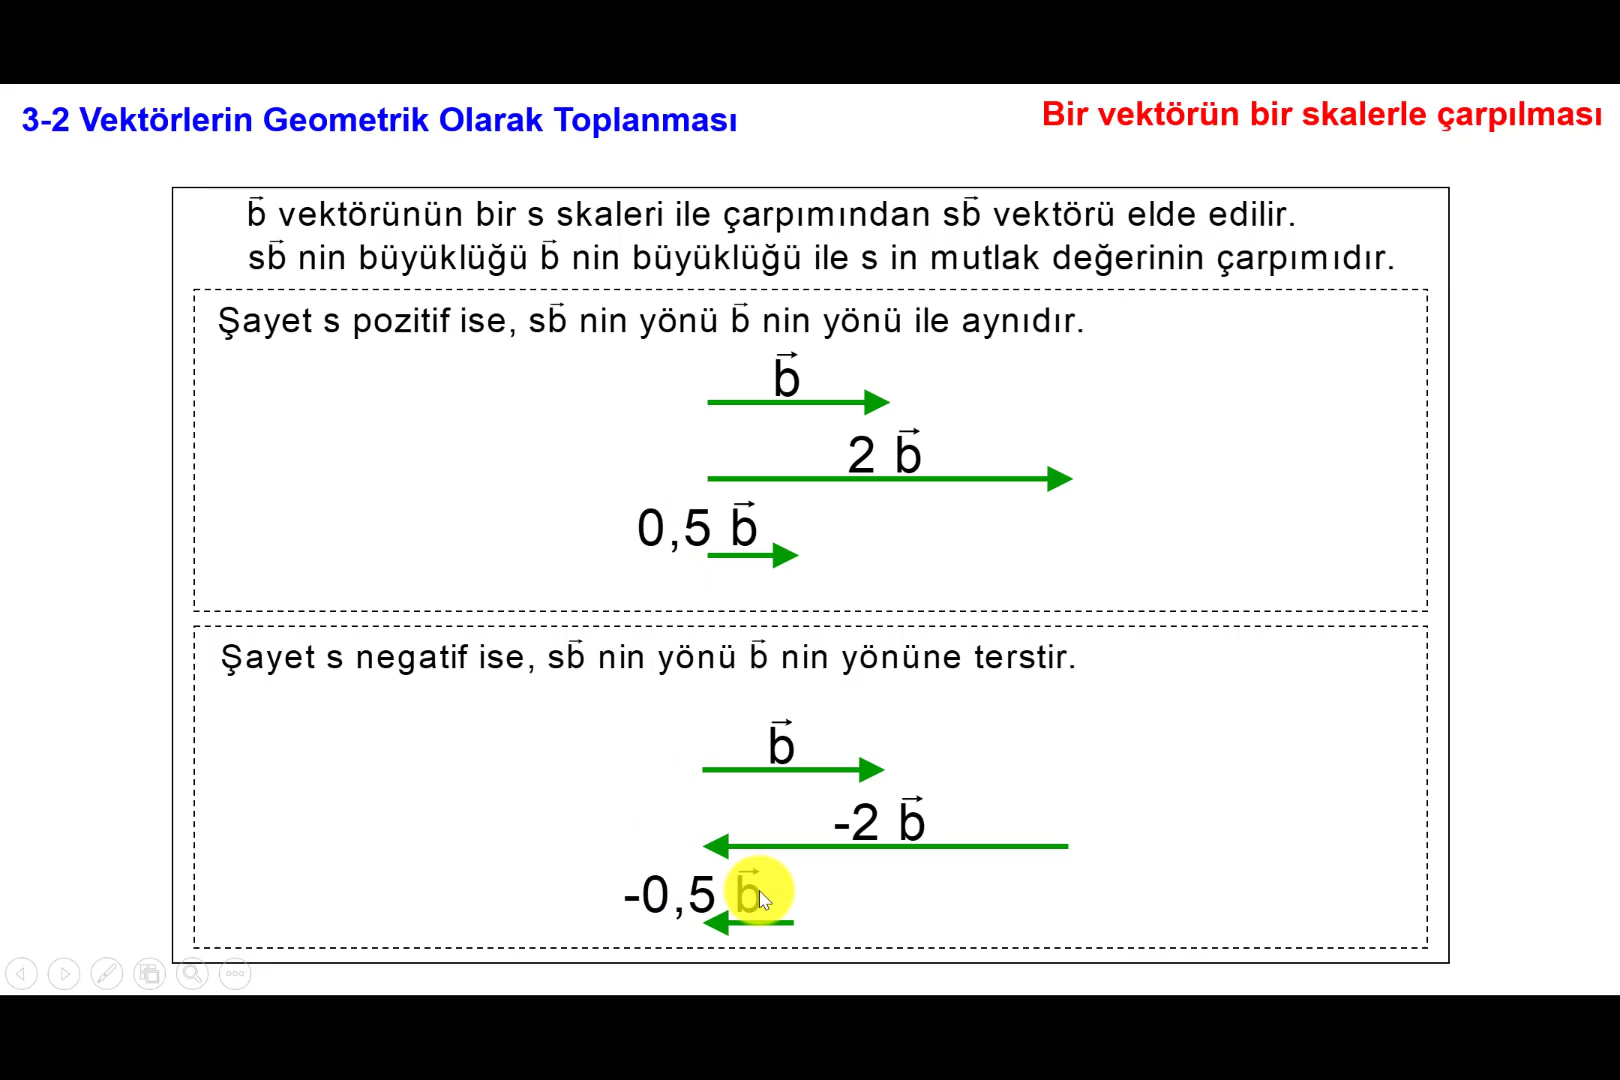 3-2 Vektörlerin Geometrik Olarak Toplanması
Bir vektörün bir skalerle çarpılması
b⃗ vektörünün bir s skaleri ile çarpımından sb⃗ vektörü elde edilir.
sb⃗ nin büyüklüğü b⃗ nin büyüklüğü ile s in mutlak değerinin çarpımıdır.
Şayet s pozitif ise, sb⃗ nin yönü b⃗ nin yönü ile aynıdır.
b⃗
2 b⃗
0,5 b⃗
Şayet s negatif ise, sb⃗ nin yönü b⃗ nin yönüne terstir.
b⃗
-2 b⃗
-0,5 b⃗